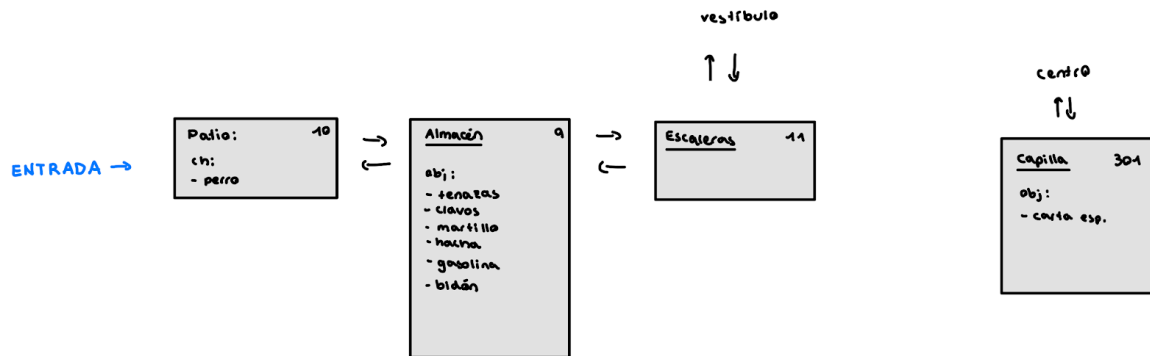 vestíbulo
centro
Patio: 10
ch:
- perro
ENTRADA →
Almacén 9
obj:
- tenazas
- clavos
- martillo
- hacha
- gasolina
- bidón
Escaleras 11
Capilla 301
obj:
- carta esp.